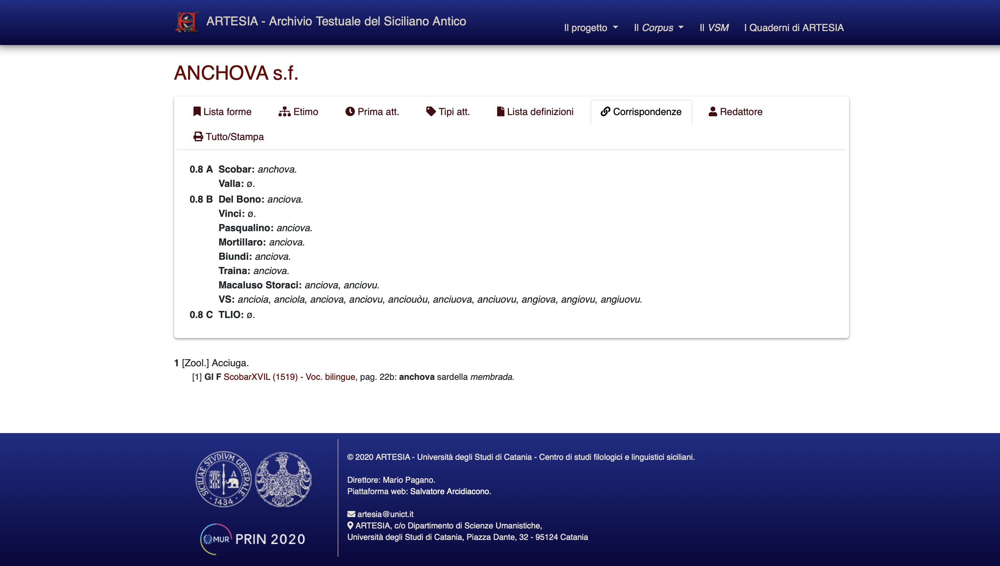 ARTESIA - Archivio Testuale del Siciliano Antico
Il progetto
Il Corpus
Il VSM
I Quaderni di ARTESIA
ANCHOVA s.f.
Lista forme
Etimo
Prima att.
Tipi att.
Lista definizioni
Corrispondenze
Redattore
Tutto/Stampa
0.8 A Scobar: anchova.
Valla: ø.
0.8 B Del Bono: anciova.
Vinci: ø.
Pasqualino: anciova.
Mortillaro: anciova.
Biundi: anciova.
Traina: anciova.
Macaluso Storaci: anciova, anciovu.
VS: ancioia, anciola, anciova, anciovu, anciouòu, anciuova, anciuovu, angiova, angiovu, angiuovu.
0.8 C TLIO: ø.
1 [Zool.] Acciuga.
[1] Gl F ScobarXVIL (1519) - Voc. bilingue, pag. 22b: anchova sardella membrada.
SICILIAE STVDIVM GENERALE
A
· 1434 ·
MUR PRIN 2020
© 2020 ARTESIA - Università degli Studi di Catania - Centro di studi filologici e linguistici siciliani.
Direttore: Mario Pagano.
Piattaforma web: Salvatore Arcidiacono.
artesia@unict.it
ARTESIA, c/o Dipartimento di Scienze Umanistiche,
Università degli Studi di Catania, Piazza Dante, 32 - 95124 Catania